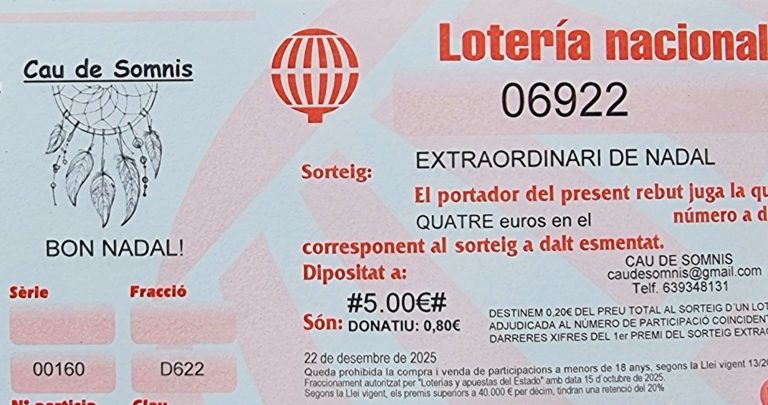 Cau de Somnis
BON NADAL!
Sèrie
Fracció
00160
D622
Lotería nacional
06922
Sorteig:
EXTRAORDINARI DE NADAL
El portador del present rebut juga la
QUATRE euros en el
número a
corresponent al sorteig a dalt esmentat.
Dipositat a:
CAU DE SOMNIS
caudesomnis@gmail.com
Telf. 639348131
#5.00€#
Són: DONATIU: 0,80€
DESTINEM 0,20€ DEL PREU TOTAL AL SORTEIG D'UN
ADJUDICADA AL NÚMERO DE PARTICIPACIÓ
DARRERES XIFRES DEL 1er PREMI DEL SORTEIG
22 de desembre de 2025
Queda prohibida la compra i venda de participacions a menors de 18 anys, segons la Llei vigent
Fraccionament autoritzat per "Loterias y apuestas del Estado" amb data 15 d'octubre de 2025.
Segons la Llei vigent, els premis superiors a 40.000 € per dècim, tindran una retenció del 20%